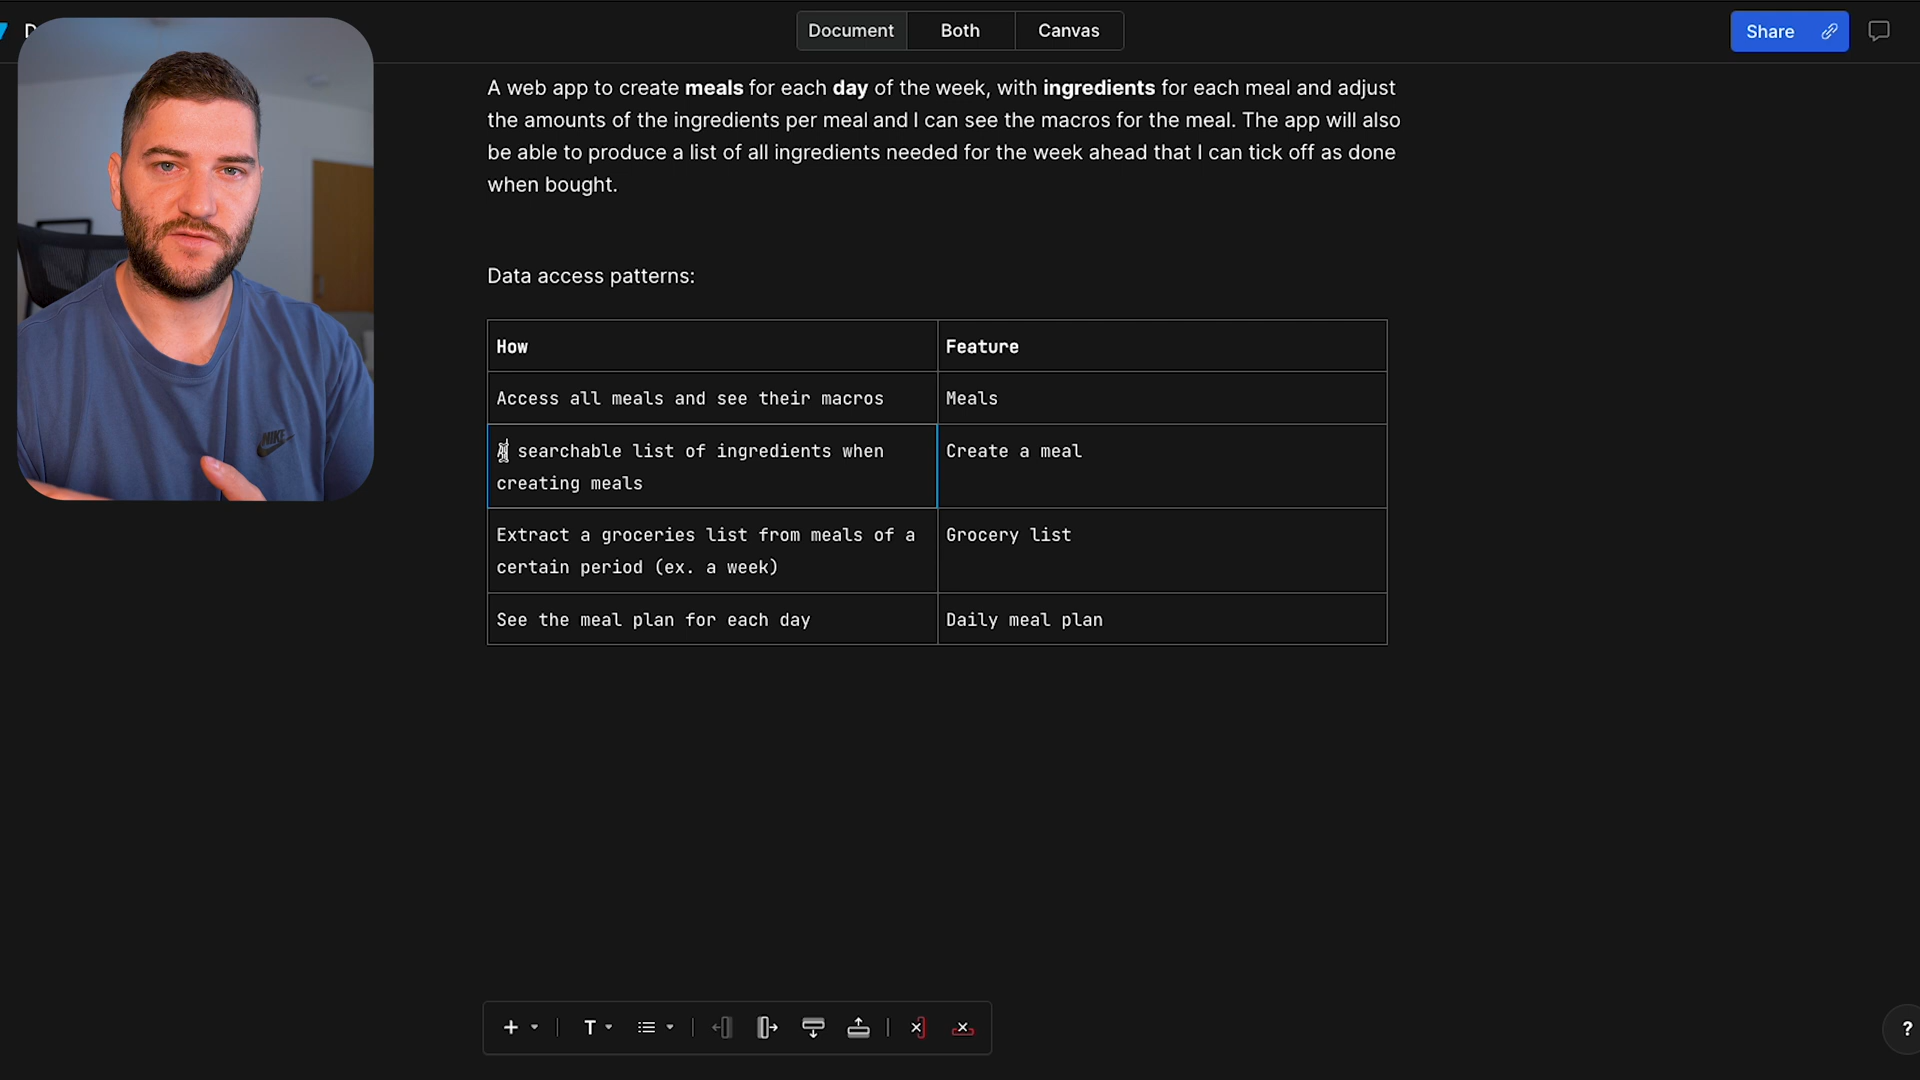 Document Both Canvas Share
A web app to create meals for each day of the week, with ingredients for each meal and adjust
the amounts of the ingredients per meal and I can see the macros for the meal. The app will also
be able to produce a list of all ingredients needed for the week ahead that I can tick off as done
when bought.
Data access patterns:
How Feature
Access all meals and see their macros Meals
A searchable list of ingredients when Create a meal
creating meals
Extract a groceries list from meals of a Grocery list
certain period (ex. a week)
See the meal plan for each day Daily meal plan
NIKE
T
?